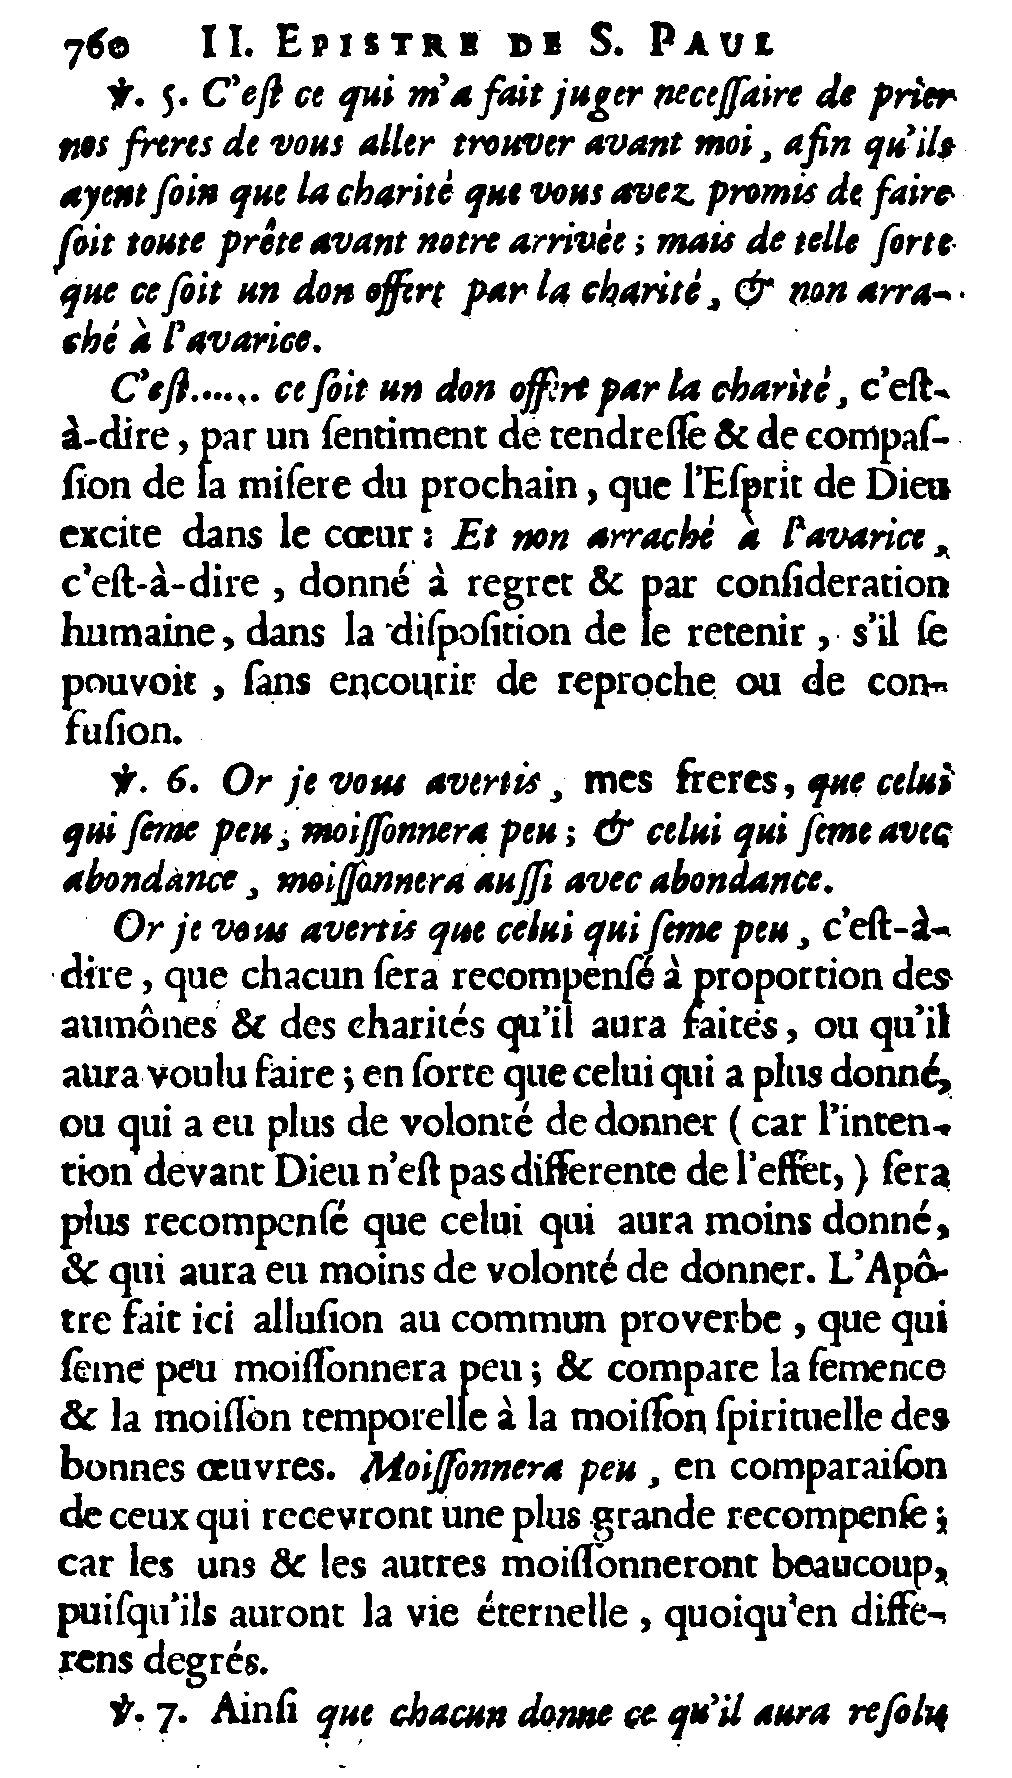 760 II. EPISTRE DE S. PAUL
℣. 5. C'eſt ce qui m'a fait juger neceſſaire de prier
nos freres de vous aller trouver avant moi, afin qu'ils
ayent ſoin que la charité que vous avez promis de faire
ſoit toute prête avant notre arrivée ; mais de telle ſorte
que ce ſoit un don offert par la charité, & non arra-
ché à l'avarice.
C'eſt...... ce ſoit un don offert par la charité, c'eſt-
à-dire, par un ſentiment de tendreſſe & de compaſ-
ſion de la miſere du prochain, que l'Eſprit de Dieu
excite dans le cœur : Et non arraché à l'avarice,
c'eſt-à-dire, donné à regret & par conſideration
humaine, dans la diſpoſition de le retenir, s'il ſe
pouvoit, ſans encourir de reproche ou de con-
fuſion.
℣. 6. Or je vous avertis, mes freres, que celui
qui ſeme peu, moiſſonnera peu ; & celui qui ſeme avec
abondance, moiſſonnera auſſi avec abondance.
Or je vous avertis que celui qui ſeme peu, c'eſt-à-
dire, que chacun ſera recompenſé à proportion des
aumônes & des charités qu'il aura faites, ou qu'il
aura voulu faire ; en ſorte que celui qui a plus donné,
ou qui a eu plus de volonté de donner ( car l'inten-
tion devant Dieu n'eſt pas differente de l'effet, ) ſera
plus recompenſé que celui qui aura moins donné,
& qui aura eu moins de volonté de donner. L'Apô-
tre fait ici alluſion au commun proverbe, que qui
ſeme peu moiſſonnera peu ; & compare la ſemence
& la moiſſon temporelle à la moiſſon ſpirituelle des
bonnes œuvres. Moiſſonnera peu, en comparaiſon
de ceux qui recevront une plus grande recompenſe ;
car les uns & les autres moiſſonneront beaucoup,
puiſqu'ils auront la vie éternelle, quoiqu'en diffe-
rens degrés.
℣. 7. Ainſi que chacun donne ce qu'il aura reſolu